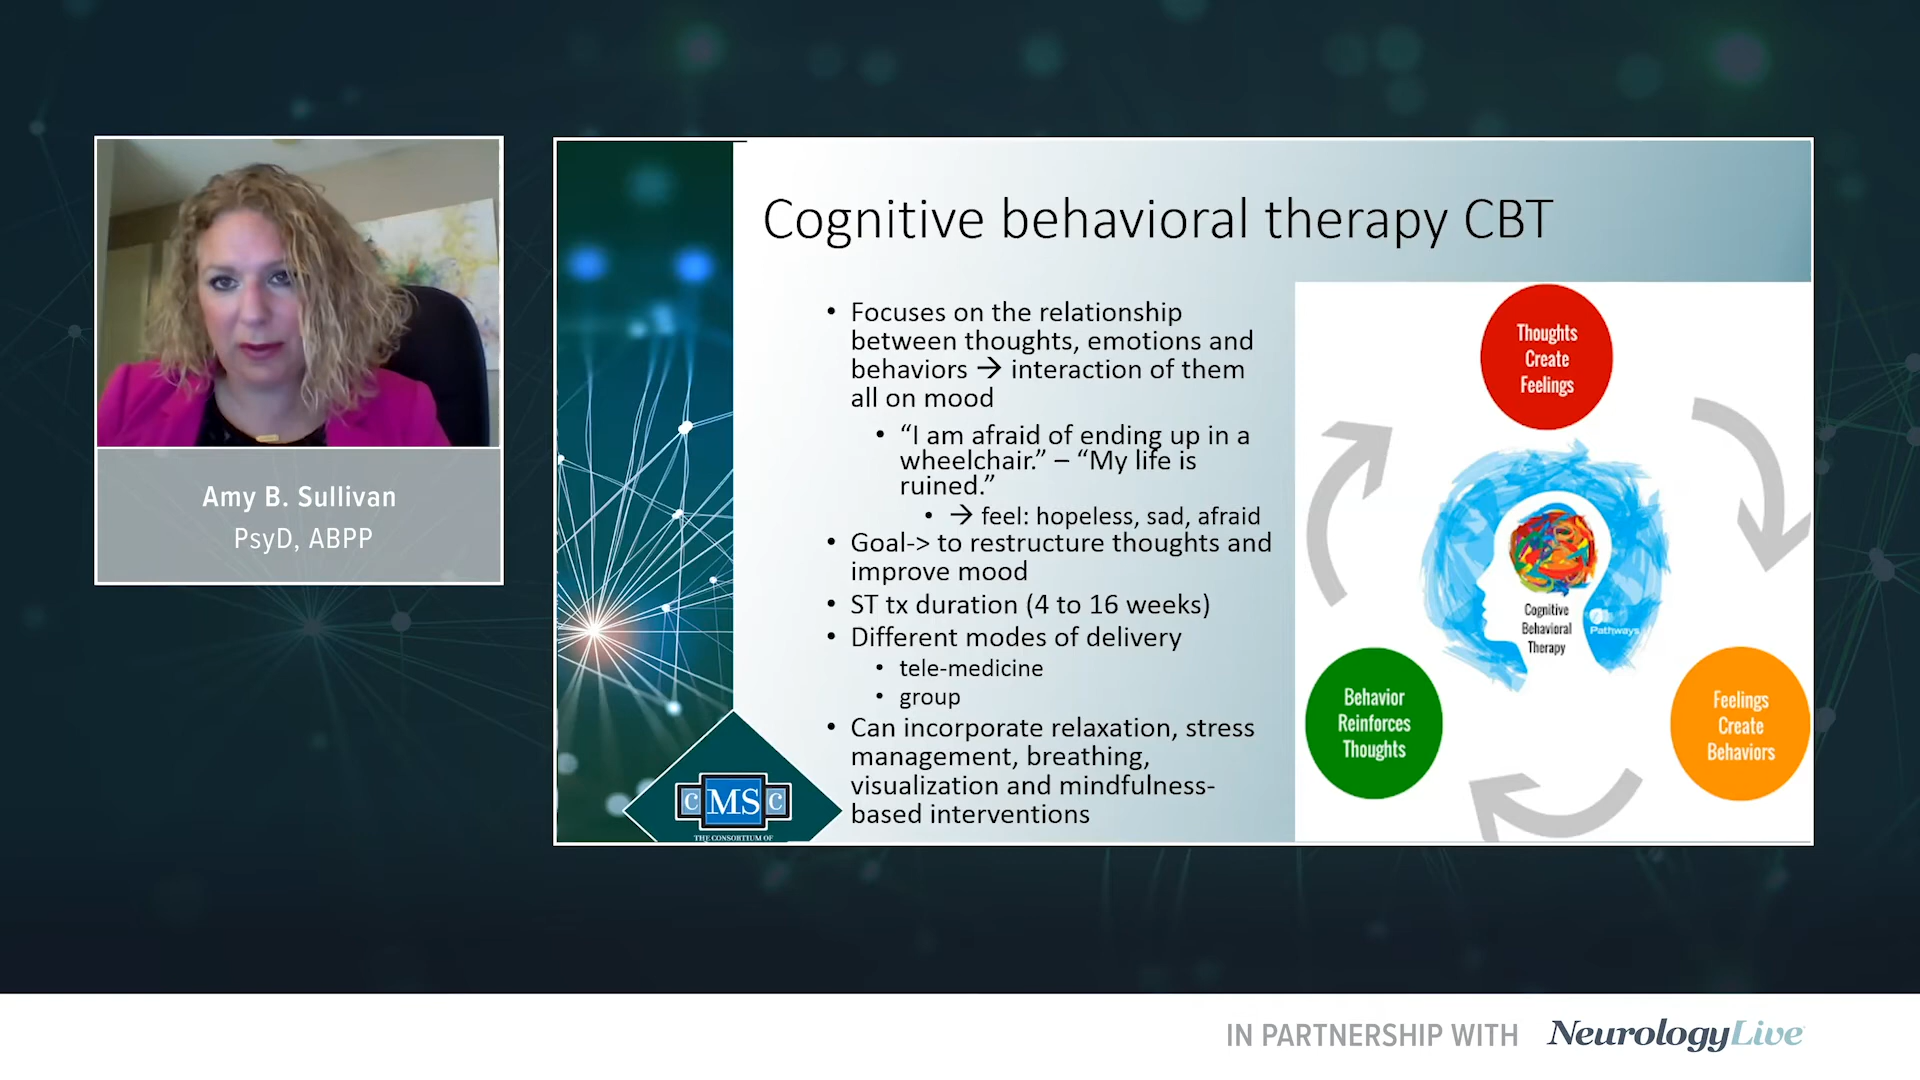 Amy B. Sullivan
PsyD, ABPP
Cognitive behavioral therapy CBT
• Focuses on the relationship
between thoughts, emotions and
behaviors → interaction of them
all on mood
• “I am afraid of ending up in a
wheelchair.” – “My life is
ruined.”
• → feel: hopeless, sad, afraid
• Goal-> to restructure thoughts and
improve mood
• ST tx duration (4 to 16 weeks)
• Different modes of delivery
• tele-medicine
• group
• Can incorporate relaxation, stress
management, breathing,
visualization and mindfulness-
based interventions
Thoughts
Create
Feelings
Cognitive
Behavioral
Therapy
Pathways
Behavior
Reinforces
Thoughts
Feelings
Create
Behaviors
C MS C
THE CONSORTIUM OF
IN PARTNERSHIP WITH NeurologyLive